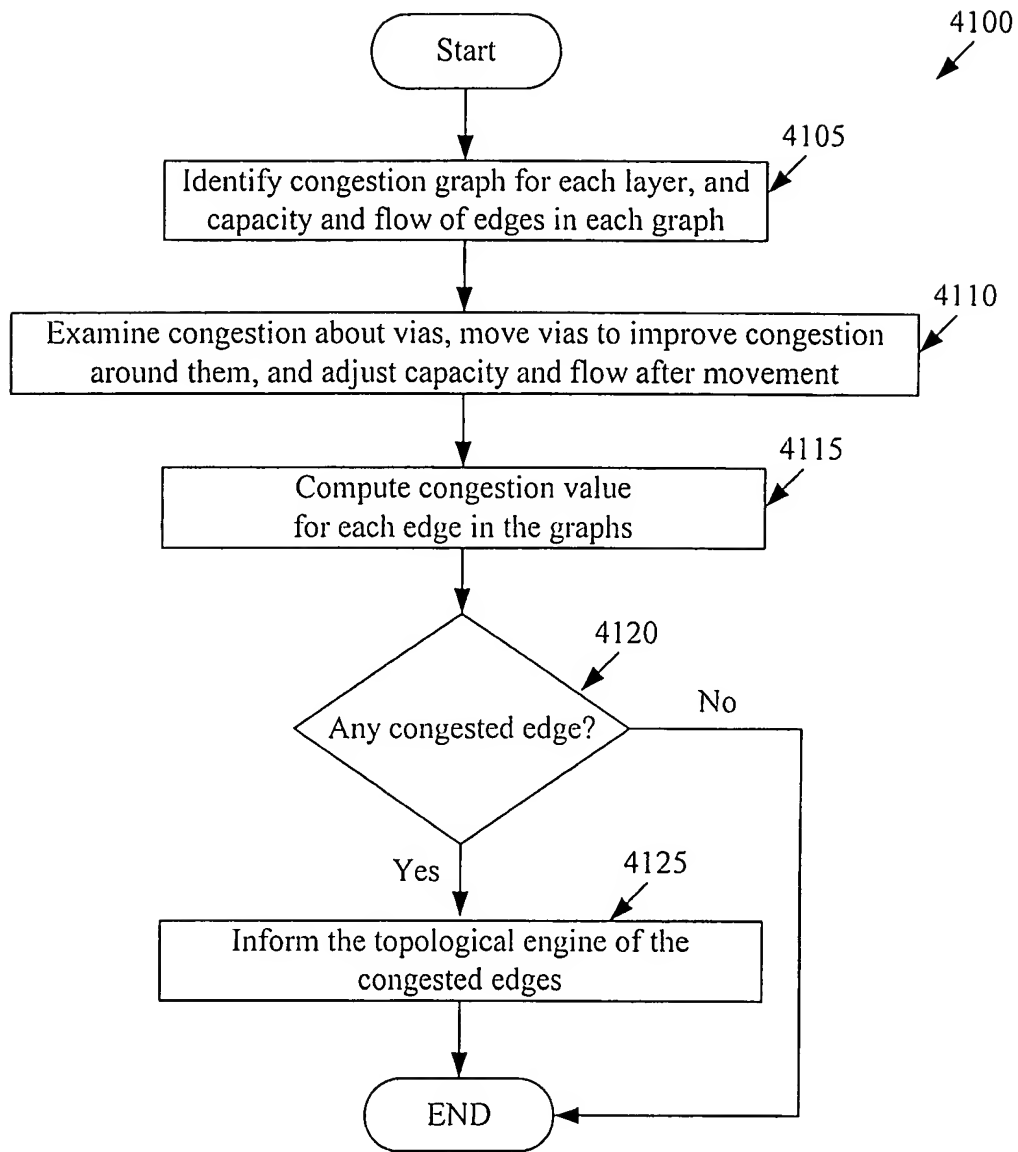 4100
Start
4105
Identify congestion graph for each layer, and
capacity and flow of edges in each graph
4110
Examine congestion about vias, move vias to improve congestion
around them, and adjust capacity and flow after movement
4115
Compute congestion value
for each edge in the graphs
4120
Any congested edge?
No
Yes
4125
Inform the topological engine of the
congested edges
END